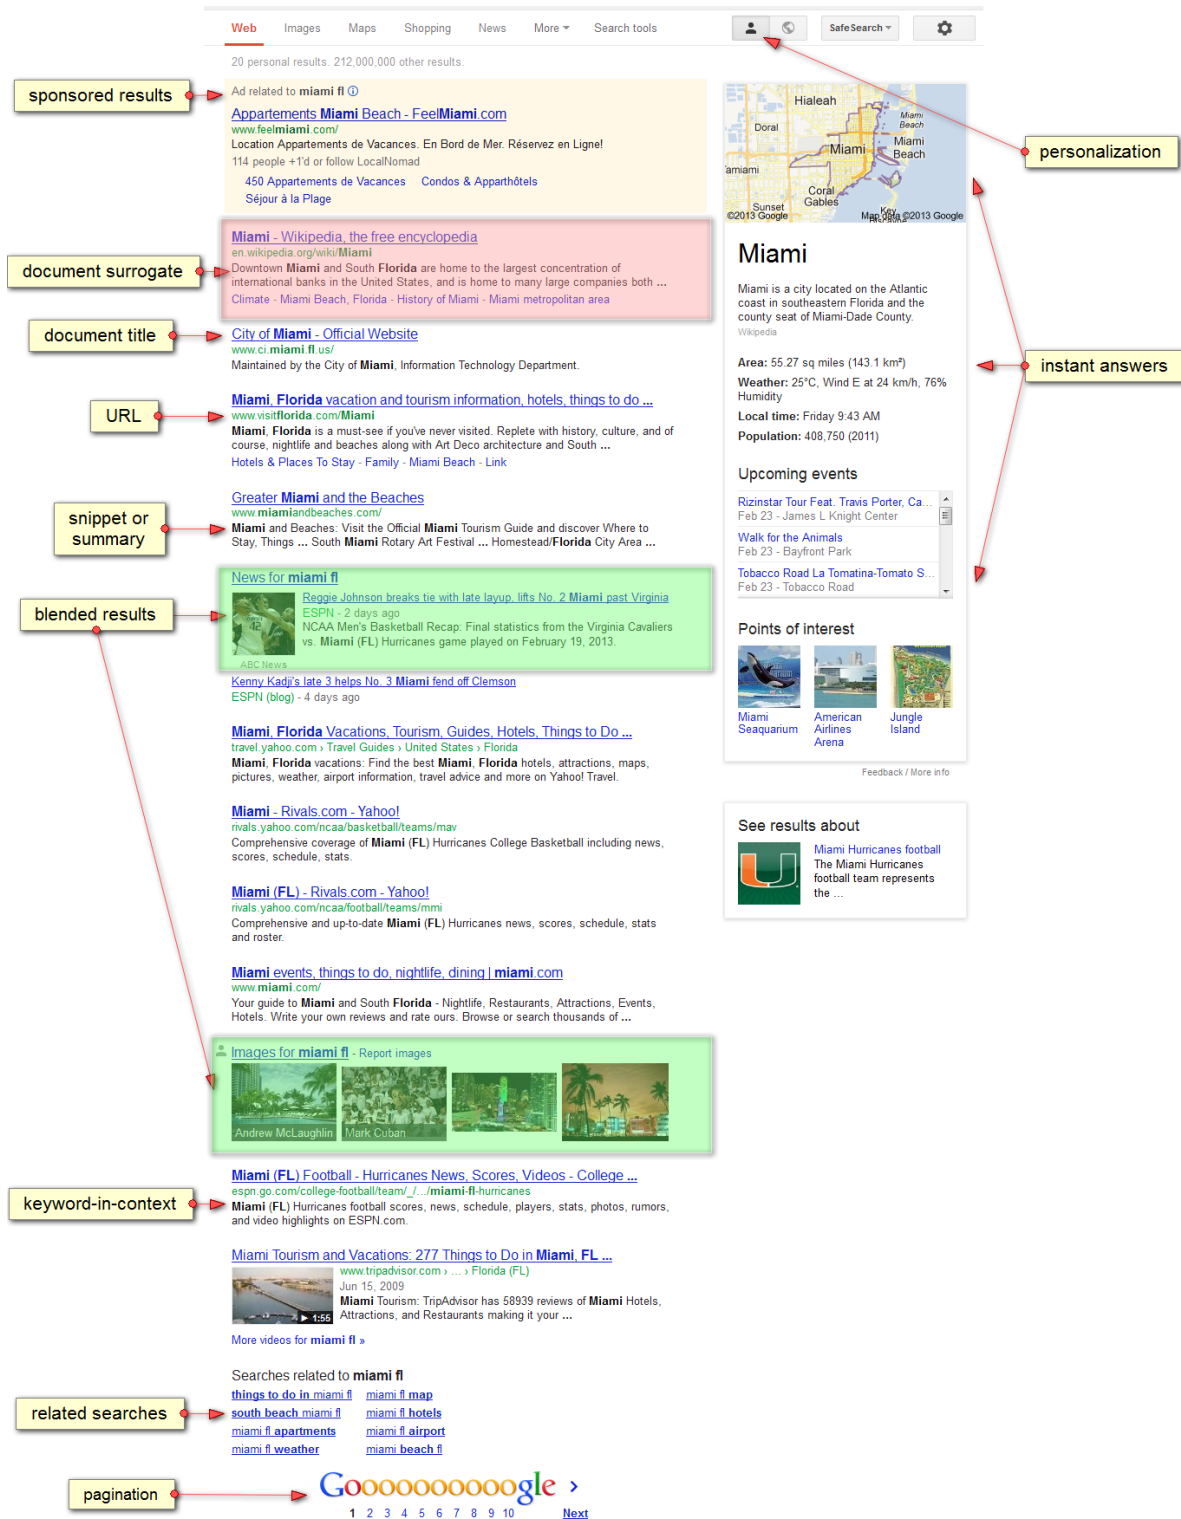 Web Images Maps Shopping News More Search tools SafeSearch
20 personal results. 212,000,000 other results.
sponsored results
Ad related to miami fl
Appartements Miami Beach - FeelMiami.com
www.feelmiami.com/
Location Appartements de Vacances. En Bord de Mer. Réservez en Ligne!
114 people +1'd or follow LocalNomad
450 Appartements de Vacances Condos & Apparthôtels
Séjour à la Plage
document surrogate
Miami - Wikipedia, the free encyclopedia
en.wikipedia.org/wiki/Miami
Downtown Miami and South Florida are home to the largest concentration of
international banks in the United States, and is home to many large companies both ...
Climate - Miami Beach, Florida - History of Miami - Miami metropolitan area
document title
City of Miami - Official Website
www.ci.miami.fl.us/
Maintained by the City of Miami, Information Technology Department.
URL
Miami, Florida vacation and tourism information, hotels, things to do ...
www.visitflorida.com/Miami
Miami, Florida is a must-see if you've never visited. Replete with history, culture, and of
course, nightlife and beaches along with Art Deco architecture and South ...
Hotels & Places To Stay - Family - Miami Beach - Link
snippet or
summary
Greater Miami and the Beaches
www.miamiandbeaches.com/
Miami and Beaches: Visit the Official Miami Tourism Guide and discover Where to
Stay, Things ... South Miami Rotary Art Festival ... Homestead/Florida City Area ...
blended results
News for miami fl
Reggie Johnson breaks tie with late layup, lifts No. 2 Miami past Virginia
ESPN - 2 days ago
NCAA Men's Basketball Recap: Final statistics from the Virginia Cavaliers
vs. Miami (FL) Hurricanes game played on February 19, 2013.
ABC News
Kenny Kadji's late 3 helps No. 3 Miami fend off Clemson
ESPN (blog) - 4 days ago
Miami, Florida Vacations, Tourism, Guides, Hotels, Things to Do ...
travel.yahoo.com › Travel Guides › United States › Florida
Miami, Florida vacations: Find the best Miami, Florida hotels, attractions, maps,
pictures, weather, airport information, travel advice and more on Yahoo! Travel.
Miami - Rivals.com - Yahoo!
rivals.yahoo.com/ncaa/basketball/teams/mav
Comprehensive coverage of Miami (FL) Hurricanes College Basketball including news,
scores, schedule, stats.
Miami (FL) - Rivals.com - Yahoo!
rivals.yahoo.com/ncaa/football/teams/mmi
Comprehensive and up-to-date Miami (FL) Hurricanes news, scores, schedule, stats
and roster.
Miami events, things to do, nightlife, dining | miami.com
www.miami.com/
Your guide to Miami and South Florida - Nightlife, Restaurants, Attractions, Events,
Hotels. Write your own reviews and rate ours. Browse or search thousands of ...
Images for miami fl - Report images
Andrew McLaughlin Mark Cuban
keyword-in-context
Miami (FL) Football - Hurricanes News, Scores, Videos - College ...
espn.go.com/college-football/team/_/.../miami-fl-hurricanes
Miami (FL) Hurricanes football scores, news, schedule, players, stats, photos, rumors,
and video highlights on ESPN.com.
Miami Tourism and Vacations: 277 Things to Do in Miami, FL ...
www.tripadvisor.com › ... › Florida (FL)
Jun 15, 2009
Miami Tourism: TripAdvisor has 58939 reviews of Miami Hotels,
Attractions, and Restaurants making it your ...
1:55
More videos for miami fl »
Searches related to miami fl
things to do in miami fl miami fl map
related searches
south beach miami fl miami fl hotels
miami fl apartments miami fl airport
miami fl weather miami beach fl
pagination
Gooooooooogle
1 2 3 4 5 6 7 8 9 10 Next
personalization
Hialeah
Miami
Beach
Doral
Miami
Miami
Beach
amiami
Coral
Gables
Sunset
Key
Biscayne
©2013 Google Map data ©2013 Google
Miami
Miami is a city located on the Atlantic
coast in southeastern Florida and the
county seat of Miami-Dade County.
Wikipedia
instant answers
Area: 55.27 sq miles (143.1 km²)
Weather: 25°C, Wind E at 24 km/h, 76%
Humidity
Local time: Friday 9:43 AM
Population: 408,750 (2011)
Upcoming events
Rizinstar Tour Feat. Travis Porter, Ca...
Feb 23 - James L Knight Center
Walk for the Animals
Feb 23 - Bayfront Park
Tobacco Road La Tomatina-Tomato S...
Feb 23 - Tobacco Road
Points of interest
Miami
Seaquarium
American
Airlines
Arena
Jungle
Island
Feedback / More info
See results about
Miami Hurricanes football
The Miami Hurricanes
football team represents
the ...